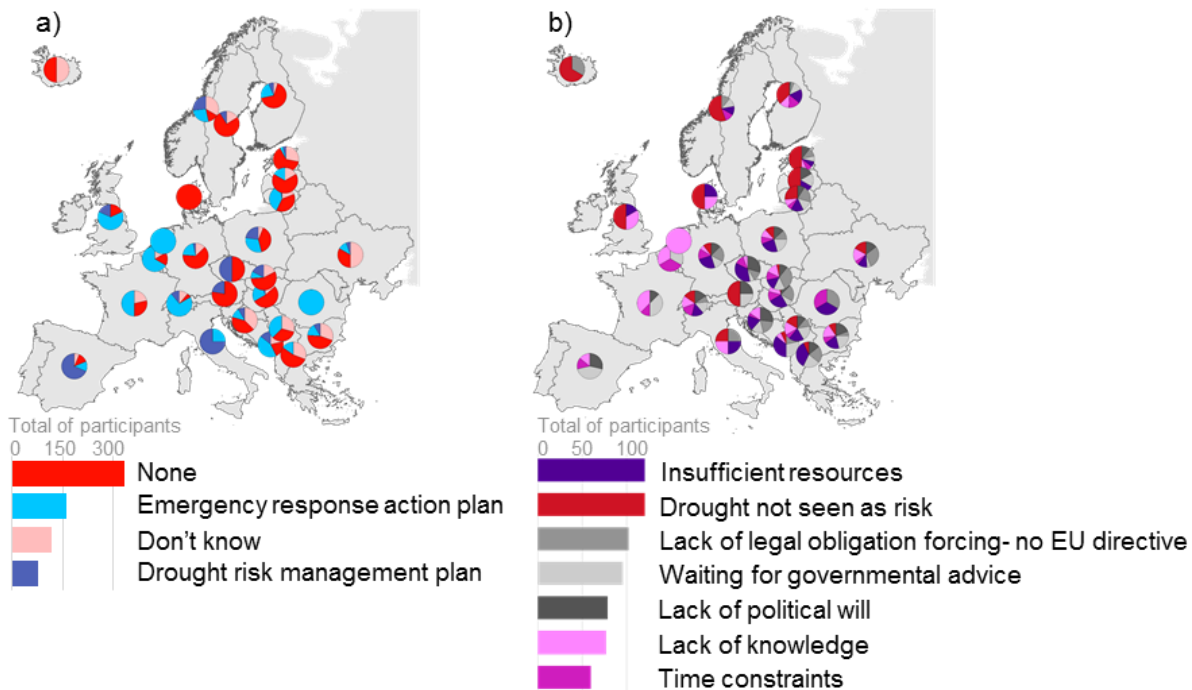 a)
Total of participants
0 150 300
None
Emergency response action plan
Don't know
Drought risk management plan
b)
Total of participants
0 50 100
Insufficient resources
Drought not seen as risk
Lack of legal obligation forcing- no EU directive
Waiting for governmental advice
Lack of political will
Lack of knowledge
Time constraints